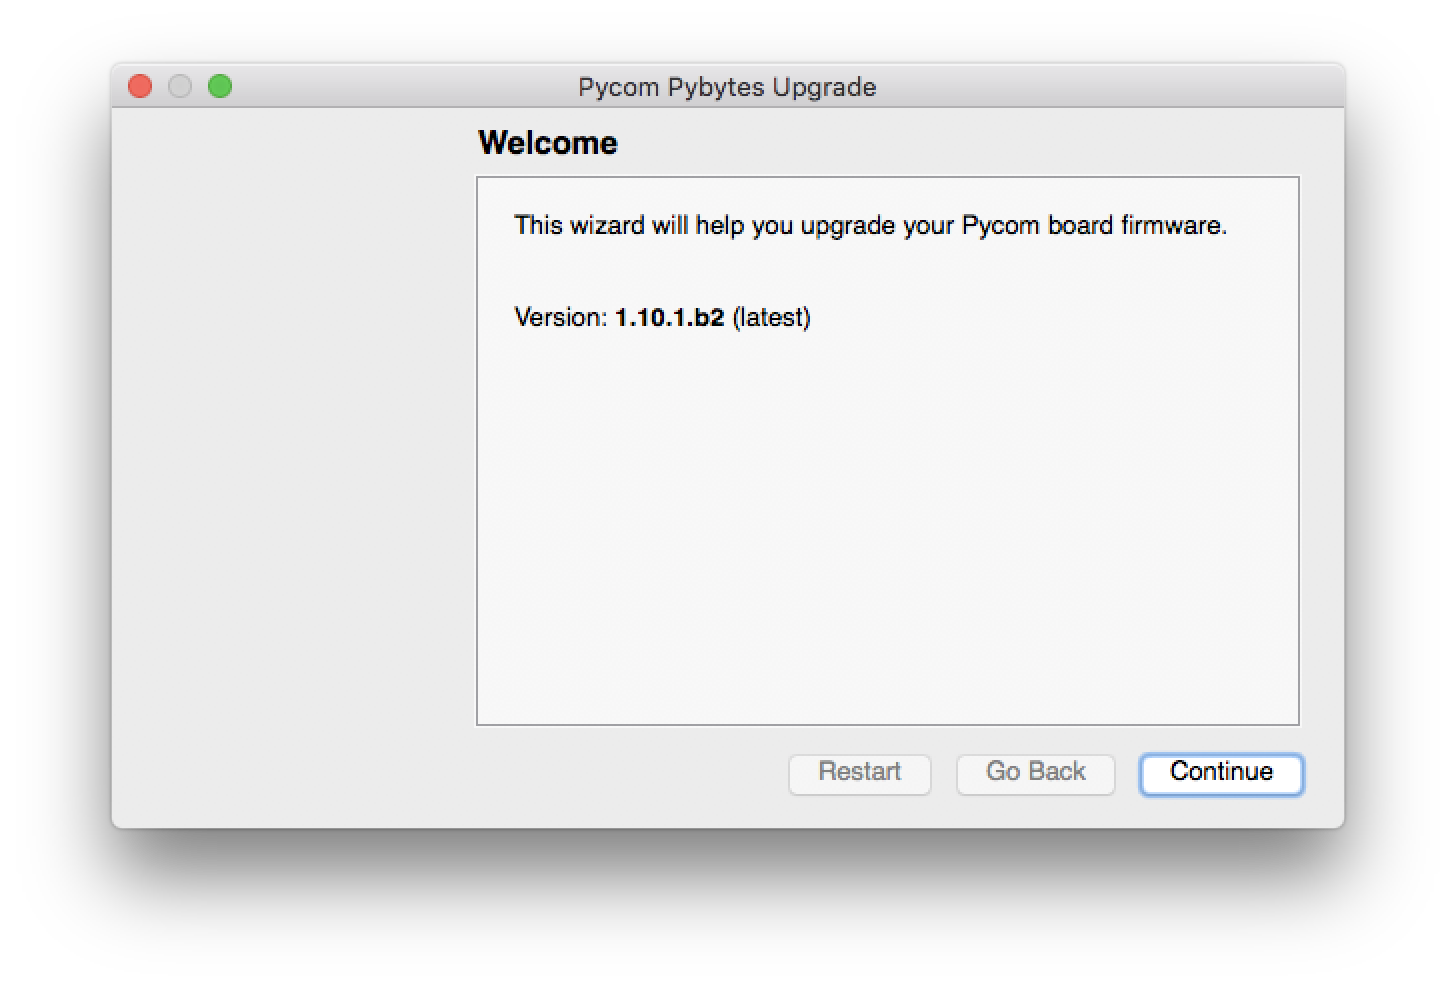 Pycom Pybytes Upgrade
Welcome
This wizard will help you upgrade your Pycom board firmware.
Version: 1.10.1.b2 (latest)
Restart
Go Back
Continue